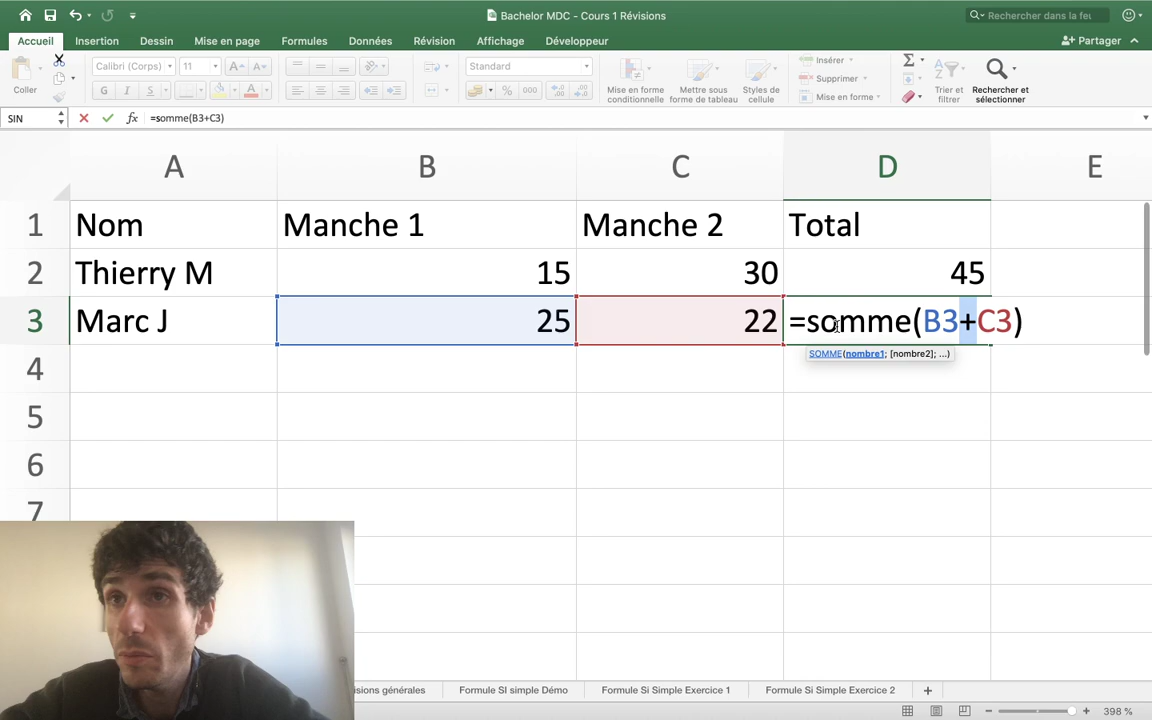 Bachelor MDC - Cours 1 Révisions
Rechercher dans la feu
Accueil Insertion Dessin Mise en page Formules Données Révision Affichage Développeur
Partager
Coller
Calibri (Corps) 11
G I S
Standard
% 000
Mise en forme conditionnelle
Mettre sous forme de tableau
Styles de cellule
Insérer
Supprimer
Mise en forme
Trier et filtrer
Rechercher et sélectionner
SIN
fx =somme(B3+C3)
A B C D E
1 Nom Manche 1 Manche 2 Total
2 Thierry M 15 30 45
3 Marc J 25 22 =somme(B3+C3)
SOMME(nombre1; [nombre2]; ...)
4
5
6
7
générales Formule SI simple Démo Formule Si Simple Exercice 1 Formule Si Simple Exercice 2 +
398 %